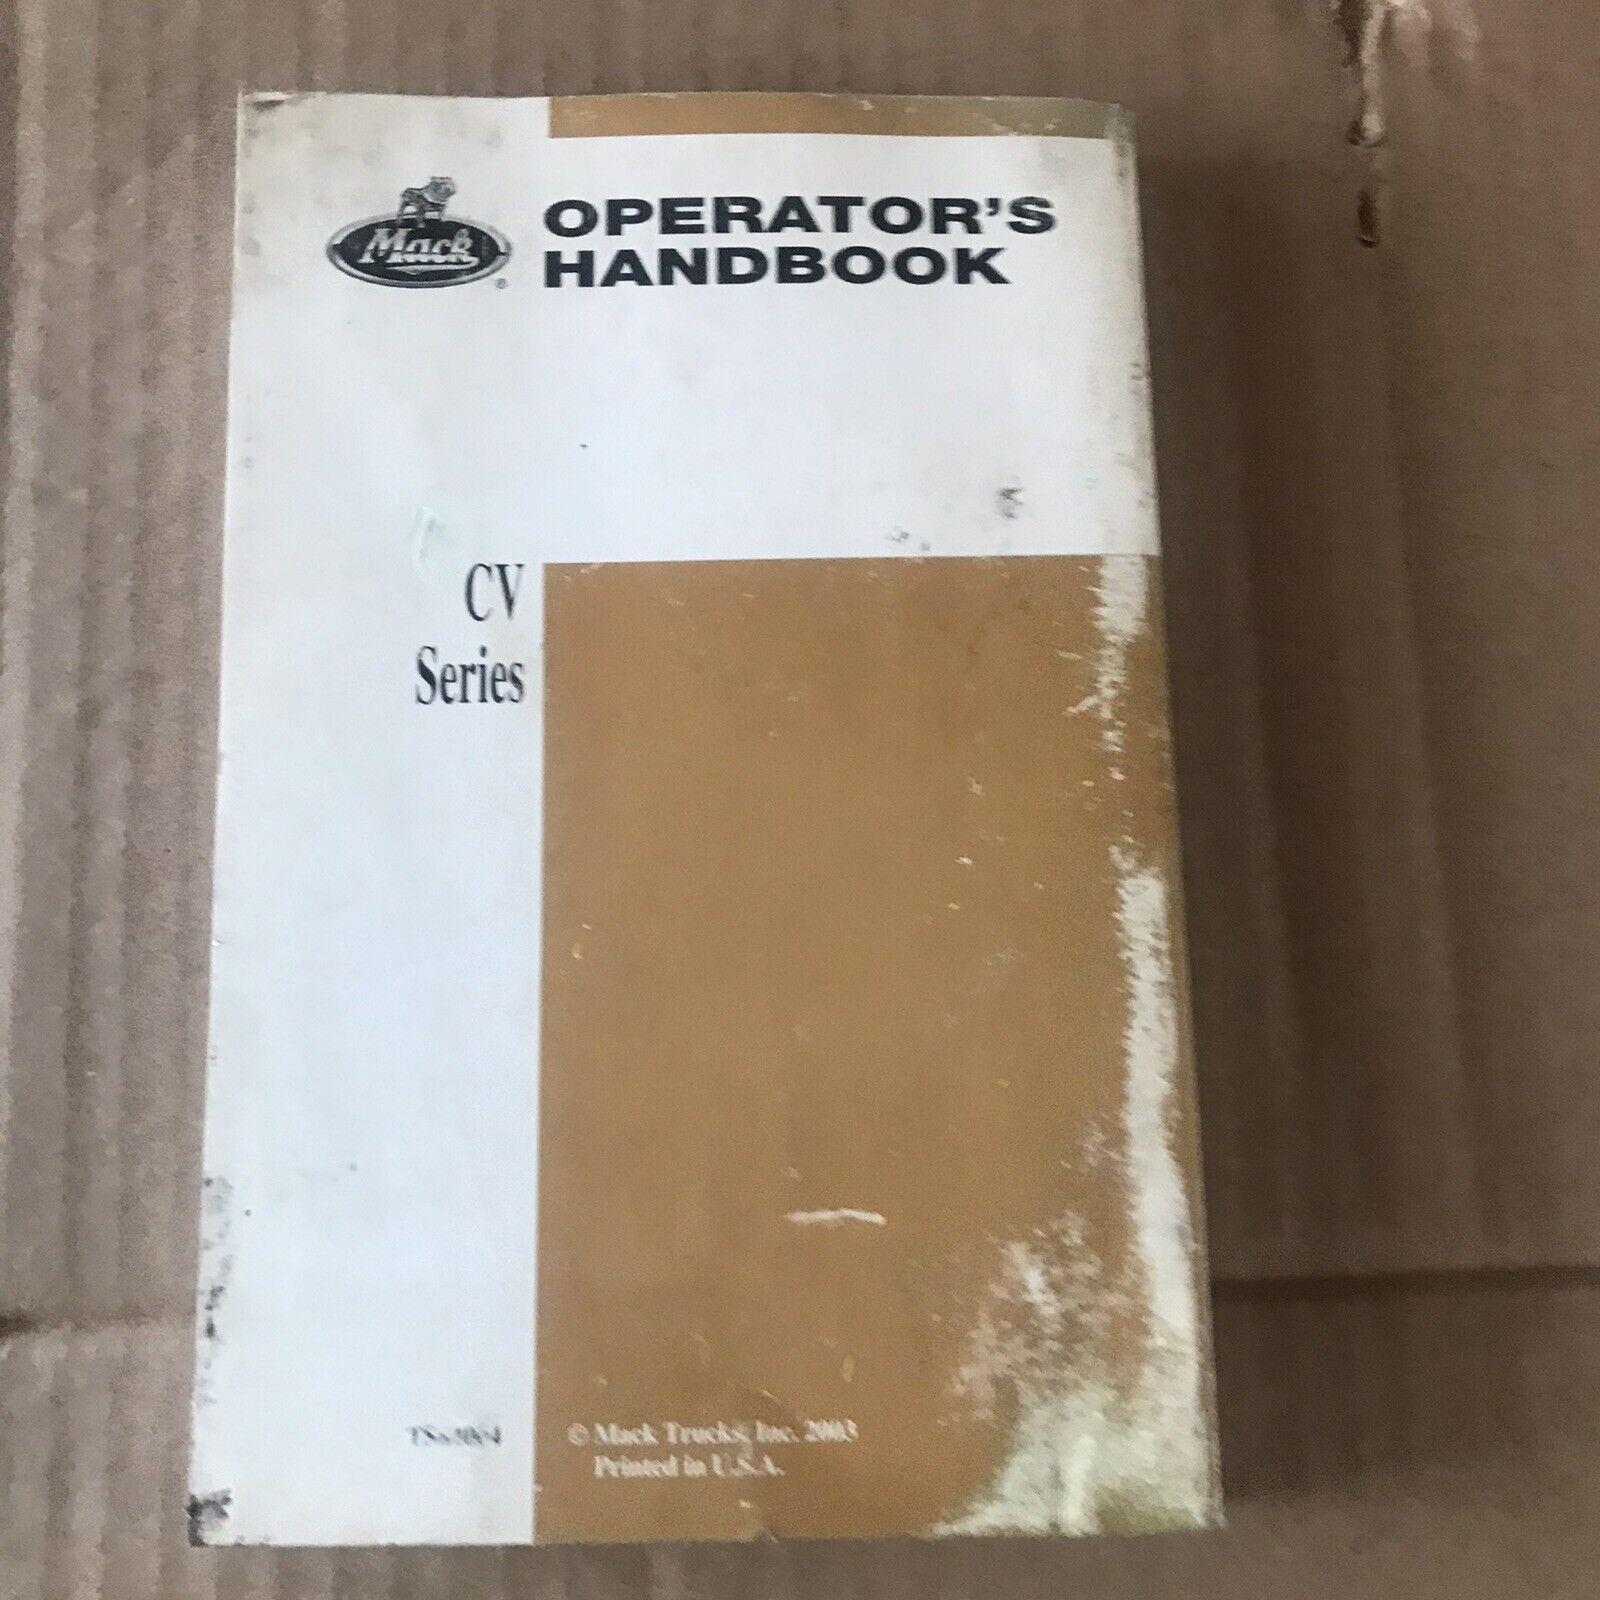 Mack
®
OPERATOR'S
HANDBOOK
CV
Series
© Mack Trucks, Inc. 2003
Printed in U.S.A.